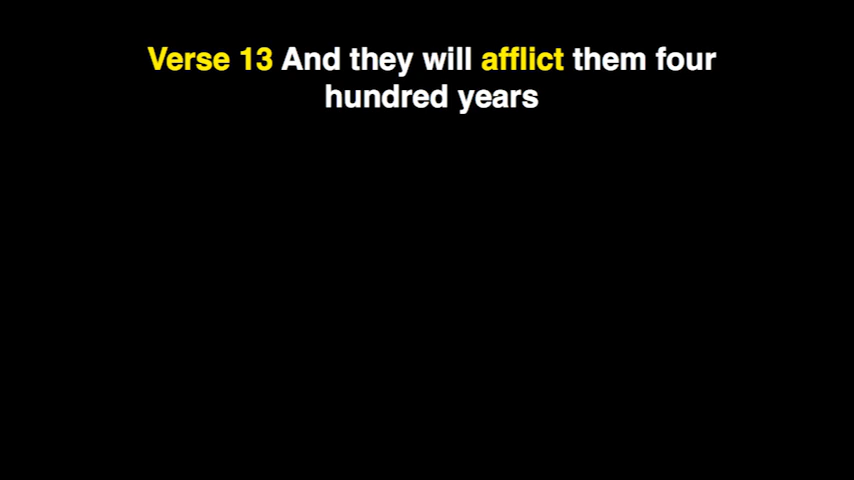 Verse 13 And they will afflict them four
hundred years